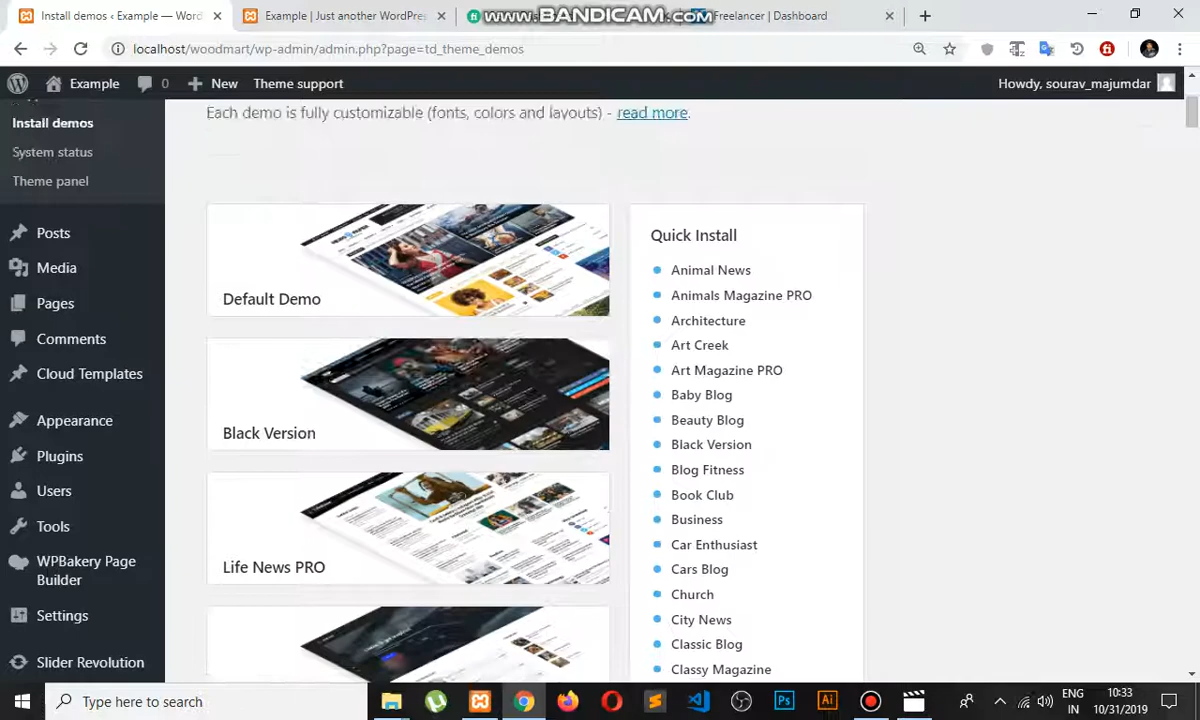 Install demos ‹ Example — Word
Example | Just another WordPres
www.BANDICAM.com
Freelancer | Dashboard
localhost/woodmart/wp-admin/admin.php?page=td_theme_demos
Example
0
New
Theme support
Howdy, sourav_majumdar
Install demos
System status
Theme panel
Posts
Media
Pages
Comments
Cloud Templates
Appearance
Plugins
Users
Tools
WPBakery Page
Builder
Settings
Slider Revolution
Each demo is fully customizable (fonts, colors and layouts) - read more.
Default Demo
Black Version
Life News PRO
Quick Install
Animal News
Animals Magazine PRO
Architecture
Art Creek
Art Magazine PRO
Baby Blog
Beauty Blog
Black Version
Blog Fitness
Book Club
Business
Car Enthusiast
Cars Blog
Church
City News
Classic Blog
Classy Magazine
Type here to search
Ps
Ai
ENG
IN
10:33
10/31/2019